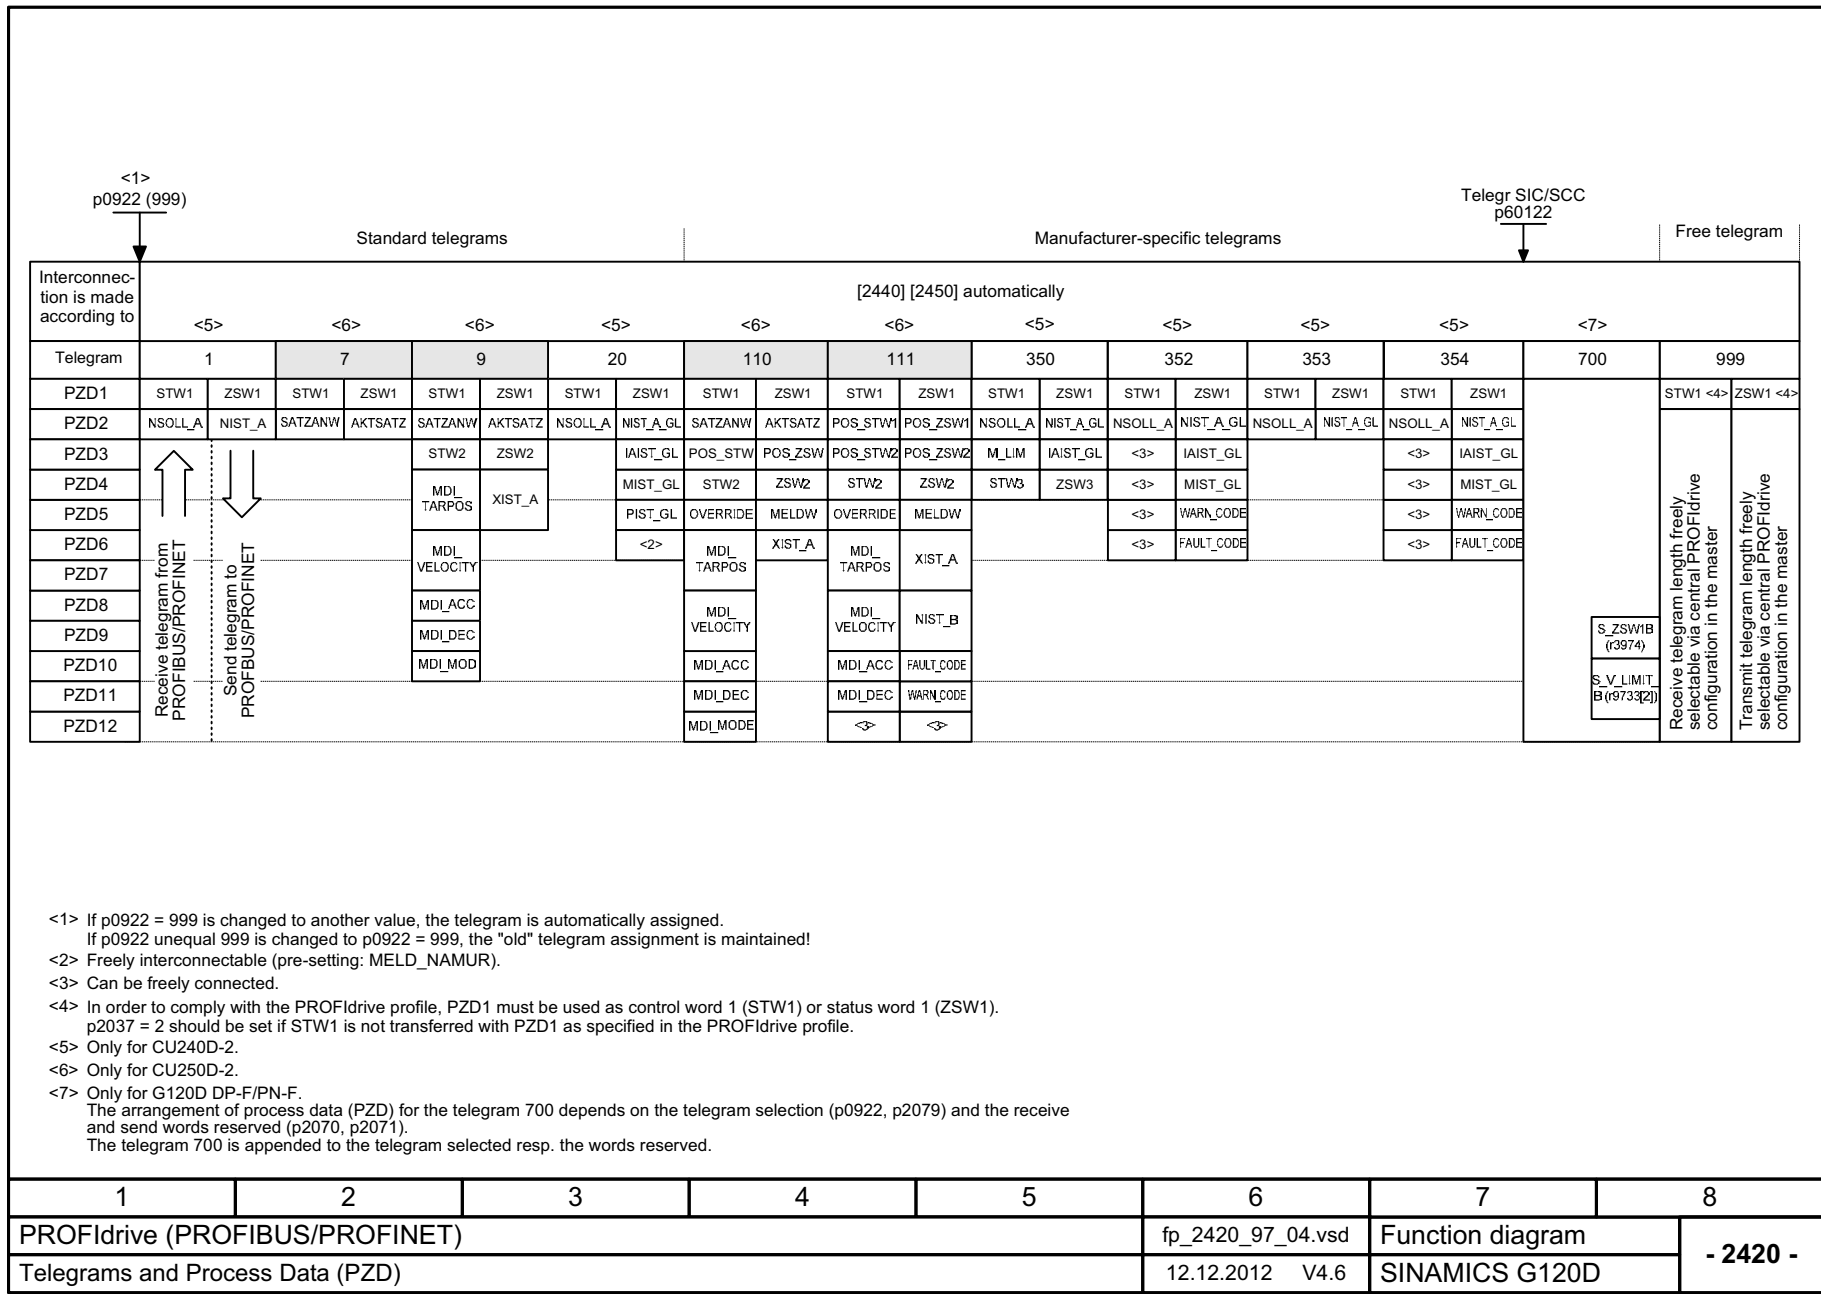 <1>
p0922 (999)
Telegr SIC/SCC
p60122
Standard telegrams
Manufacturer-specific telegrams
Free telegram
Interconnec-
tion is made
according to
[2440] [2450] automatically
<5> <6> <6> <5> <6> <6> <5> <5> <5> <5> <7>
Telegram 1 7 9 20 110 111 350 352 353 354 700 999
PZD1 STW1 ZSW1 STW1 ZSW1 STW1 ZSW1 STW1 ZSW1 STW1 ZSW1 STW1 ZSW1 STW1 ZSW1 STW1 ZSW1 STW1 ZSW1 STW1 ZSW1 STW1 <4> ZSW1 <4>
PZD2 NSOLL_A NIST_A SATZANW AKTSATZ SATZANW AKTSATZ NSOLL_A NIST_A_GL SATZANW AKTSATZ POS_STW1 POS_ZSW1 NSOLL_A NIST_A_GL NSOLL_A NIST_A_GL NSOLL_A NIST_A_GL NSOLL_A NIST_A_GL
PZD3 STW2 ZSW2 IAIST_GL POS_STW POS_ZSW POS_STW2 POS_ZSW2 M_LIM IAIST_GL <3> IAIST_GL <3> IAIST_GL
PZD4 MDI_TARPOS XIST_A MIST_GL STW2 ZSW2 STW2 ZSW2 STW3 ZSW3 <3> MIST_GL <3> MIST_GL
PZD5 PIST_GL OVERRIDE MELDW OVERRIDE MELDW <3> WARN_CODE <3> WARN_CODE
PZD6 MDI_VELOCITY <2> MDI_TARPOS XIST_A MDI_TARPOS XIST_A <3> FAULT_CODE <3> FAULT_CODE
PZD7
PZD8 MDI_ACC MDI_VELOCITY MDI_VELOCITY NIST_B
PZD9 MDI_DEC S_ZSW1B (r3974)
PZD10 MDI_MOD MDI_ACC MDI_ACC FAULT_CODE S_V_LIMIT_B (r9733[2])
PZD11 MDI_DEC MDI_DEC WARN_CODE
PZD12 MDI_MODE <3> <3>
Receive telegram from
PROFIBUS/PROFINET
Send telegram to
PROFBUS/PROFINET
Receive telegram length freely
selectable via central PROFIdrive
configuration in the master
Transmit telegram length freely
selectable via central PROFIdrive
configuration in the master
<1> If p0922 = 999 is changed to another value, the telegram is automatically assigned.
If p0922 unequal 999 is changed to p0922 = 999, the "old" telegram assignment is maintained!
<2> Freely interconnectable (pre-setting: MELD_NAMUR).
<3> Can be freely connected.
<4> In order to comply with the PROFIdrive profile, PZD1 must be used as control word 1 (STW1) or status word 1 (ZSW1).
p2037 = 2 should be set if STW1 is not transferred with PZD1 as specified in the PROFIdrive profile.
<5> Only for CU240D-2.
<6> Only for CU250D-2.
<7> Only for G120D DP-F/PN-F.
The arrangement of process data (PZD) for the telegram 700 depends on the telegram selection (p0922, p2079) and the receive
and send words reserved (p2070, p2071).
The telegram 700 is appended to the telegram selected resp. the words reserved.
1 2 3 4 5 6 7 8
PROFIdrive (PROFIBUS/PROFINET) fp_2420_97_04.vsd Function diagram
- 2420 -
Telegrams and Process Data (PZD) 12.12.2012 V4.6 SINAMICS G120D